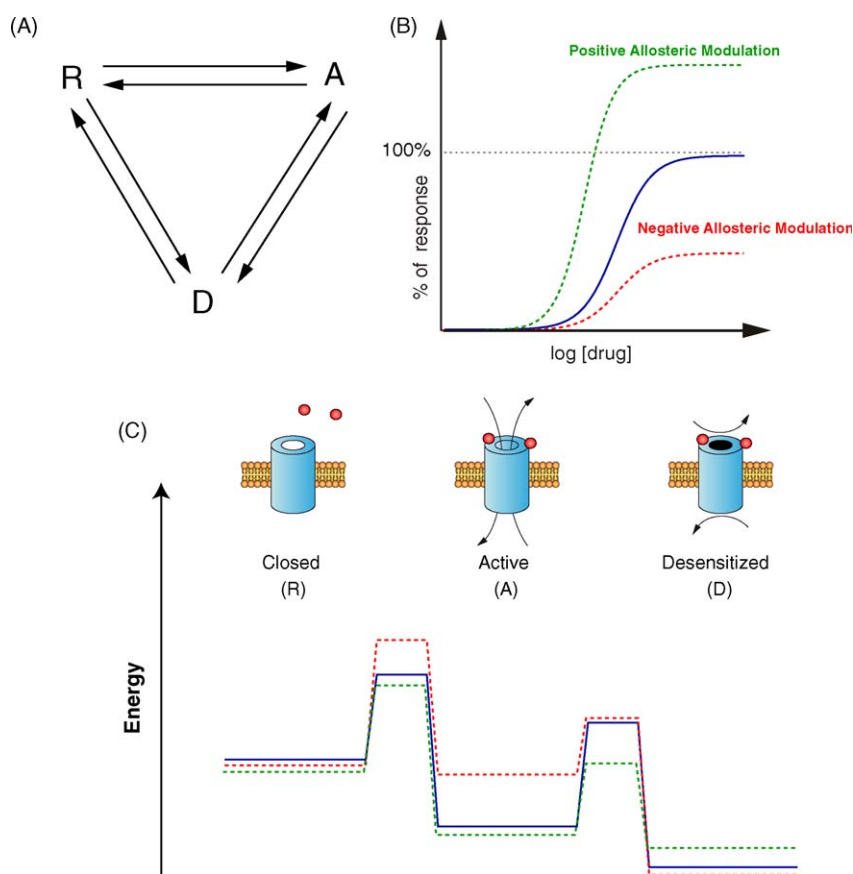 (A)
R
A
D
(B)
Positive Allosteric Modulation
100%
Negative Allosteric Modulation
% of response
log [drug]
(C)
Closed
(R)
Active
(A)
Desensitized
(D)
Energy